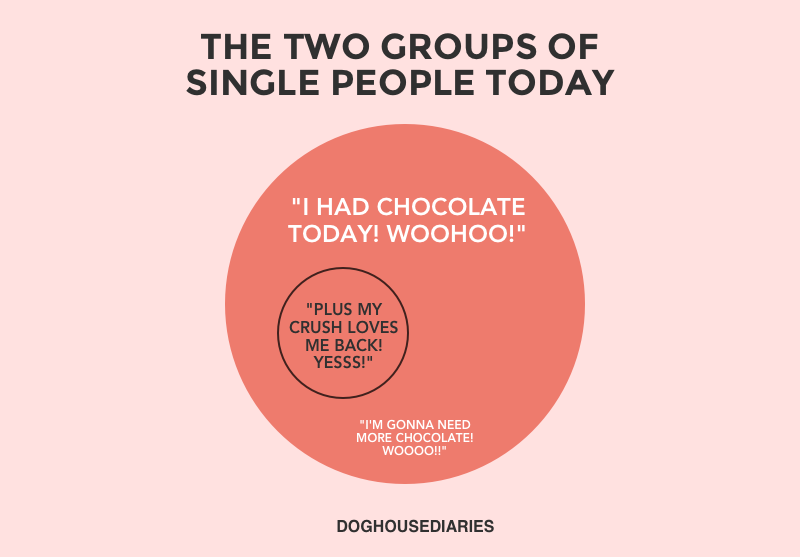 THE TWO GROUPS OF
SINGLE PEOPLE TODAY
"I HAD CHOCOLATE
TODAY! WOOHOO!"
"PLUS MY
CRUSH LOVES
ME BACK!
YESSS!"
"I'M GONNA NEED
MORE CHOCOLATE!
WOOOO!!"
DOGHOUSEDIARIES